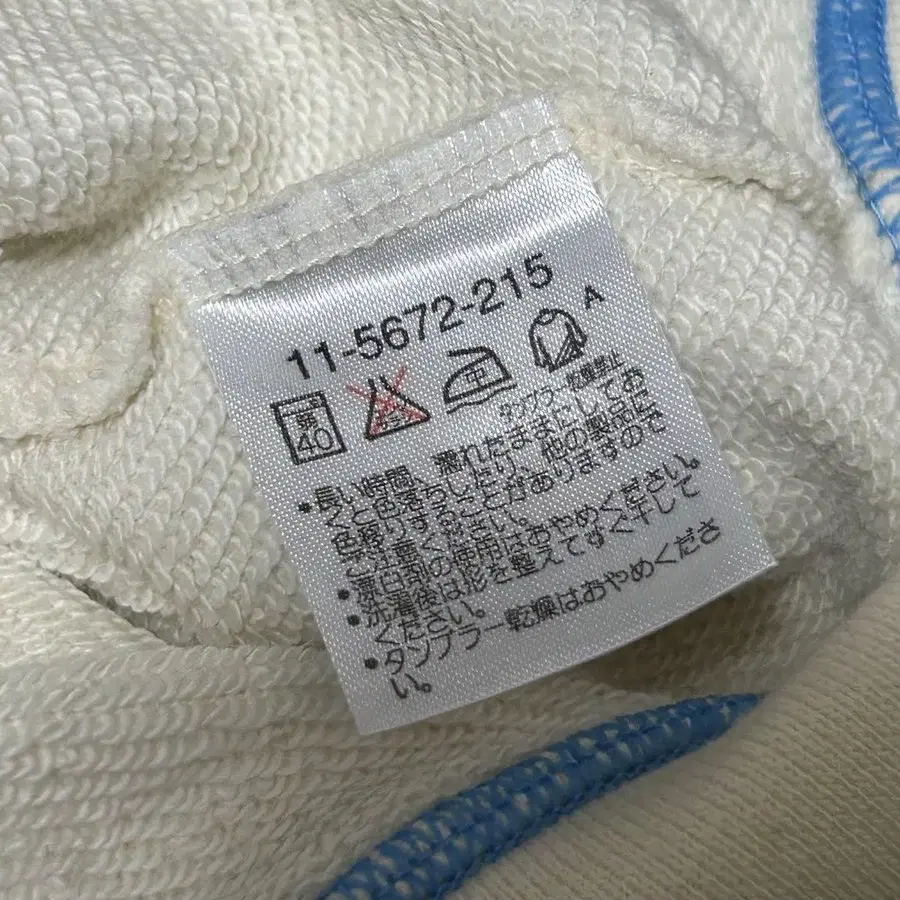 11-5672-215
40
中
A
タンブラー乾燥禁止
・長い時間、濡れたままにしてお
くと色落ちしたり、他の製品に
色移りすることがありますので
ご注意ください。
・漂白剤の使用はおやめください。
・洗濯後は形を整えてすぐ干して
ください。
・タンブラー乾燥はおやめくださ
い。